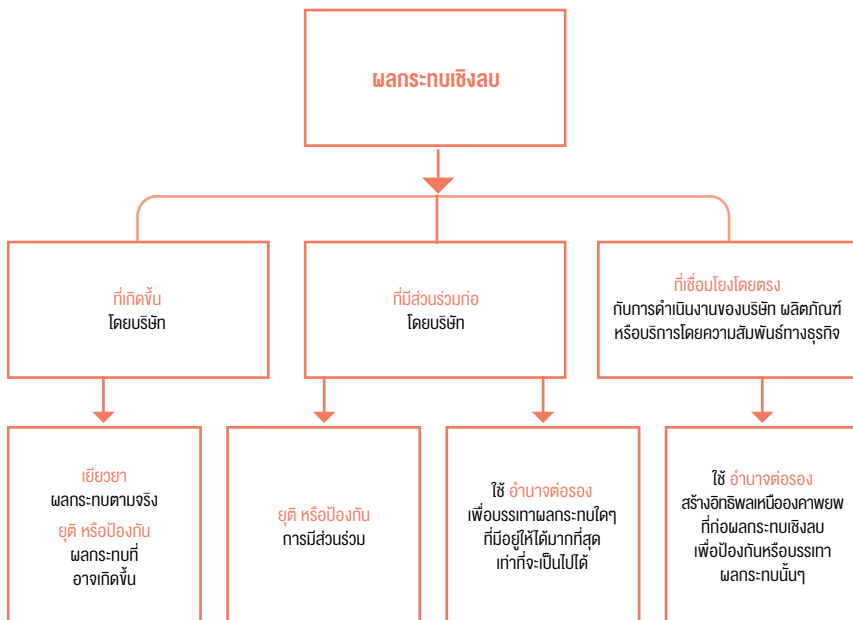 ผลกระทบเชิงลบ
ที่เกิดขึ้น
โดยบริษัท
ที่มีส่วนร่วมก่อ
โดยบริษัท
ที่เชื่อมโยงโดยตรง
กับการดำเนินงานของบริษัท ผลิตภัณฑ์
หรือบริการโดยความสัมพันธ์ทางธุรกิจ
เยียวยา
ผลกระทบตามจริง
ยุติ หรือป้องกัน
ผลกระทบที่
อาจเกิดขึ้น
ยุติ หรือป้องกัน
การมีส่วนร่วม
ใช้ อำนาจต่อรอง
เพื่อบรรเทาผลกระทบใดๆ
ที่มีอยู่ให้ได้มากที่สุด
เท่าที่จะเป็นไปได้
ใช้ อำนาจต่อรอง
สร้างอิทธิพลเหนือองคาพยพ
ที่ก่อผลกระทบเชิงลบ
เพื่อป้องกันหรือบรรเทา
ผลกระทบนั้นๆ